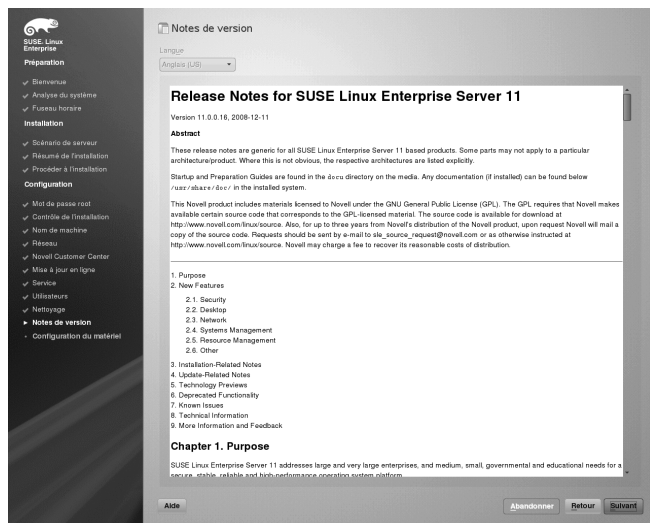 SUSE. Linux
Enterprise
Préparation
Bienvenue
Analyse du système
Fuseau horaire
Installation
Scénario de serveur
Résumé de l'installation
Procéder à l'installation
Configuration
Mot de passe root
Contrôle de l'installation
Nom de machine
Réseau
Novell Customer Center
Mise à jour en ligne
Service
Utilisateurs
Nettoyage
Notes de version
Configuration du matériel
Notes de version
Langue
Anglais (US)
Release Notes for SUSE Linux Enterprise Server 11
Version 11.0.0.16, 2008-12-11
Abstract
These release notes are generic for all SUSE Linux Enterprise Server 11 based products. Some parts may not apply to a particular
architecture/product. Where this is not obvious, the respective architectures are listed explicitly.
Startup and Preparation Guides are found in the docu directory on the media. Any documentation (if installed) can be found below
/usr/share/doc/ in the installed system.
This Novell product includes materials licensed to Novell under the GNU General Public License (GPL). The GPL requires that Novell makes
available certain source code that corresponds to the GPL-licensed material. The source code is available for download at
http://www.novell.com/linux/source. Also, for up to three years from Novell's distribution of the Novell product, upon request Novell will mail a
copy of the source code. Requests should be sent by e-mail to sle_source_request@novell.com or as otherwise instructed at
http://www.novell.com/linux/source. Novell may charge a fee to recover its reasonable costs of distribution.
1. Purpose
2. New Features
2.1. Security
2.2. Desktop
2.3. Network
2.4. Systems Management
2.5. Resource Management
2.6. Other
3. Installation-Related Notes
4. Update-Related Notes
5. Technology Previews
6. Deprecated Functionality
7. Known Issues
8. Technical Information
9. More Information and Feedback
Chapter 1. Purpose
SUSE Linux Enterprise Server 11 addresses large and very large enterprises, and medium, small, governmental and educational needs for a
secure, stable, reliable and high-performance operating system platform.
Aide
Abandonner
Retour
Suivant